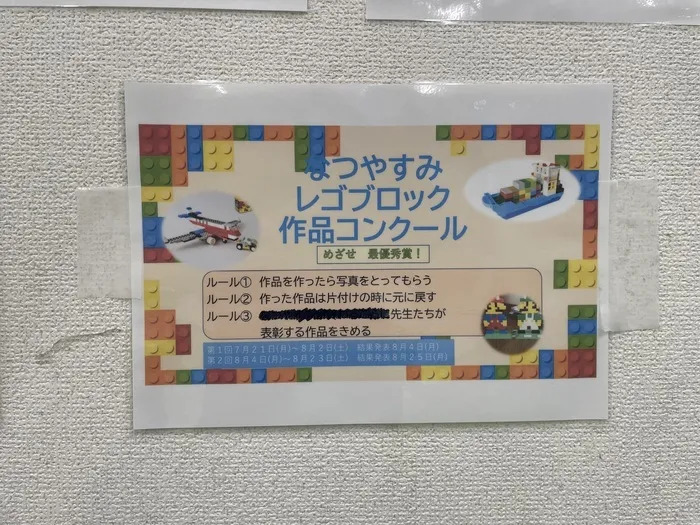 なつやすみ
レゴブロック
作品コンクール
めざせ 最優秀賞!
ルール① 作品を作ったら写真をとってもらう
ルール② 作った作品は片付けの時に元に戻す
ルール③ 先生たちが
表彰する作品をきめる
第1回7月21日(月)~8月2日(土) 結果発表8月4日(月)
第2回8月4日(月)~8月23日(土) 結果発表8月25日(月)